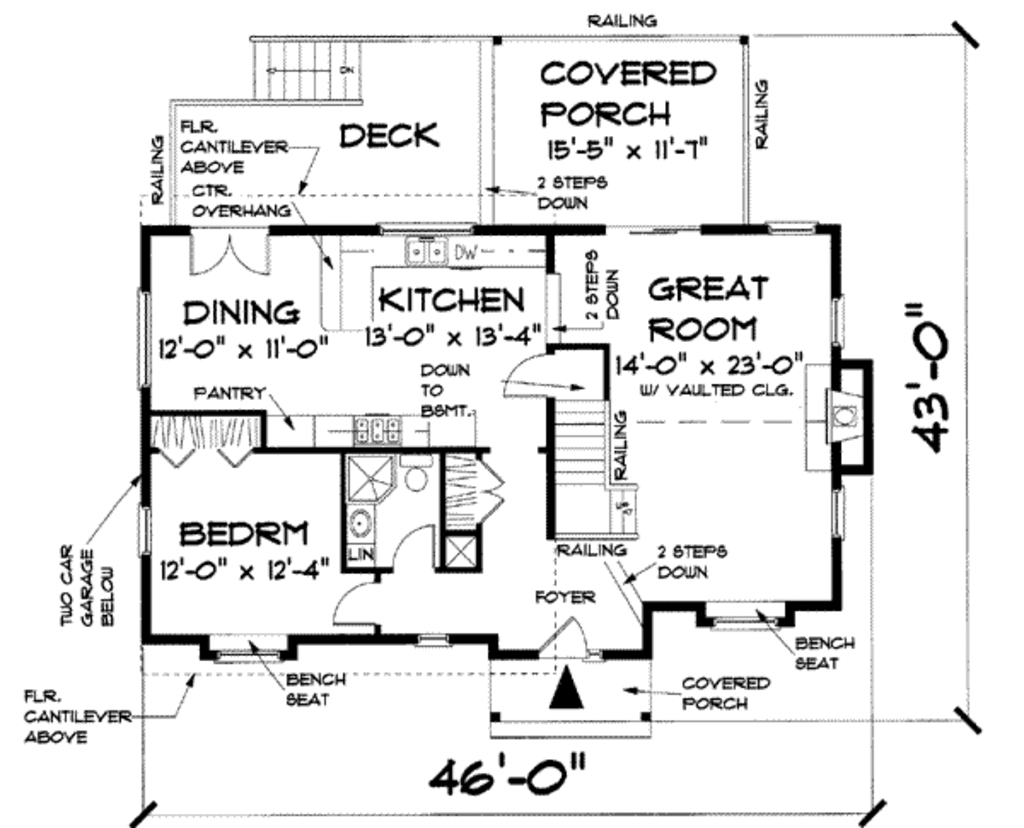 RAILING
COVERED
PORCH
15'-5" x 11'-7"
RAILING
DN
DECK
RAILING
FLR.
CANTILEVER
ABOVE
CTR.
OVERHANG
2 STEPS
DOWN
DW
2 STEPS
DOWN
DINING
12'-0" x 11'-0"
KITCHEN
13'-0" x 13'-4"
GREAT
ROOM
14'-0" x 23'-0"
W/ VAULTED CLG.
43'-0"
PANTRY
DOWN
TO
BSMT.
RAILING
BEDRM
12'-0" x 12'-4"
LIN
TWO CAR
GARAGE
BELOW
RAILING
2 STEPS
DOWN
FOYER
BENCH
SEAT
BENCH
SEAT
COVERED
PORCH
FLR.
CANTILEVER
ABOVE
46'-0"